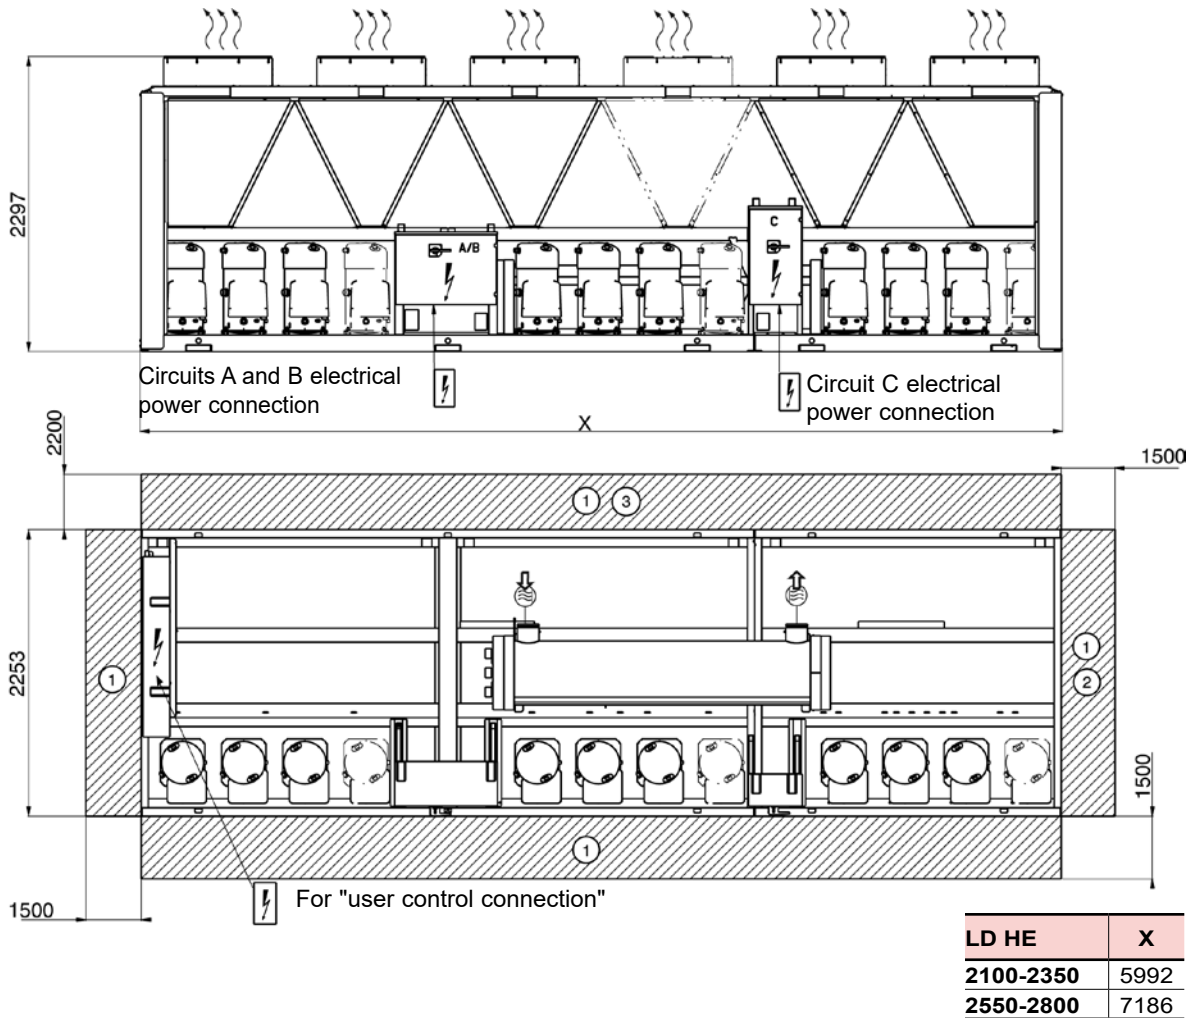 2297
A/B
C
Circuits A and B electrical
power connection
Circuit C electrical
power connection
X
2200
1500
1 3
2253
1
1
2
1500
1
For "user control connection"
1500
LD HE X
2100-2350 5992
2550-2800 7186